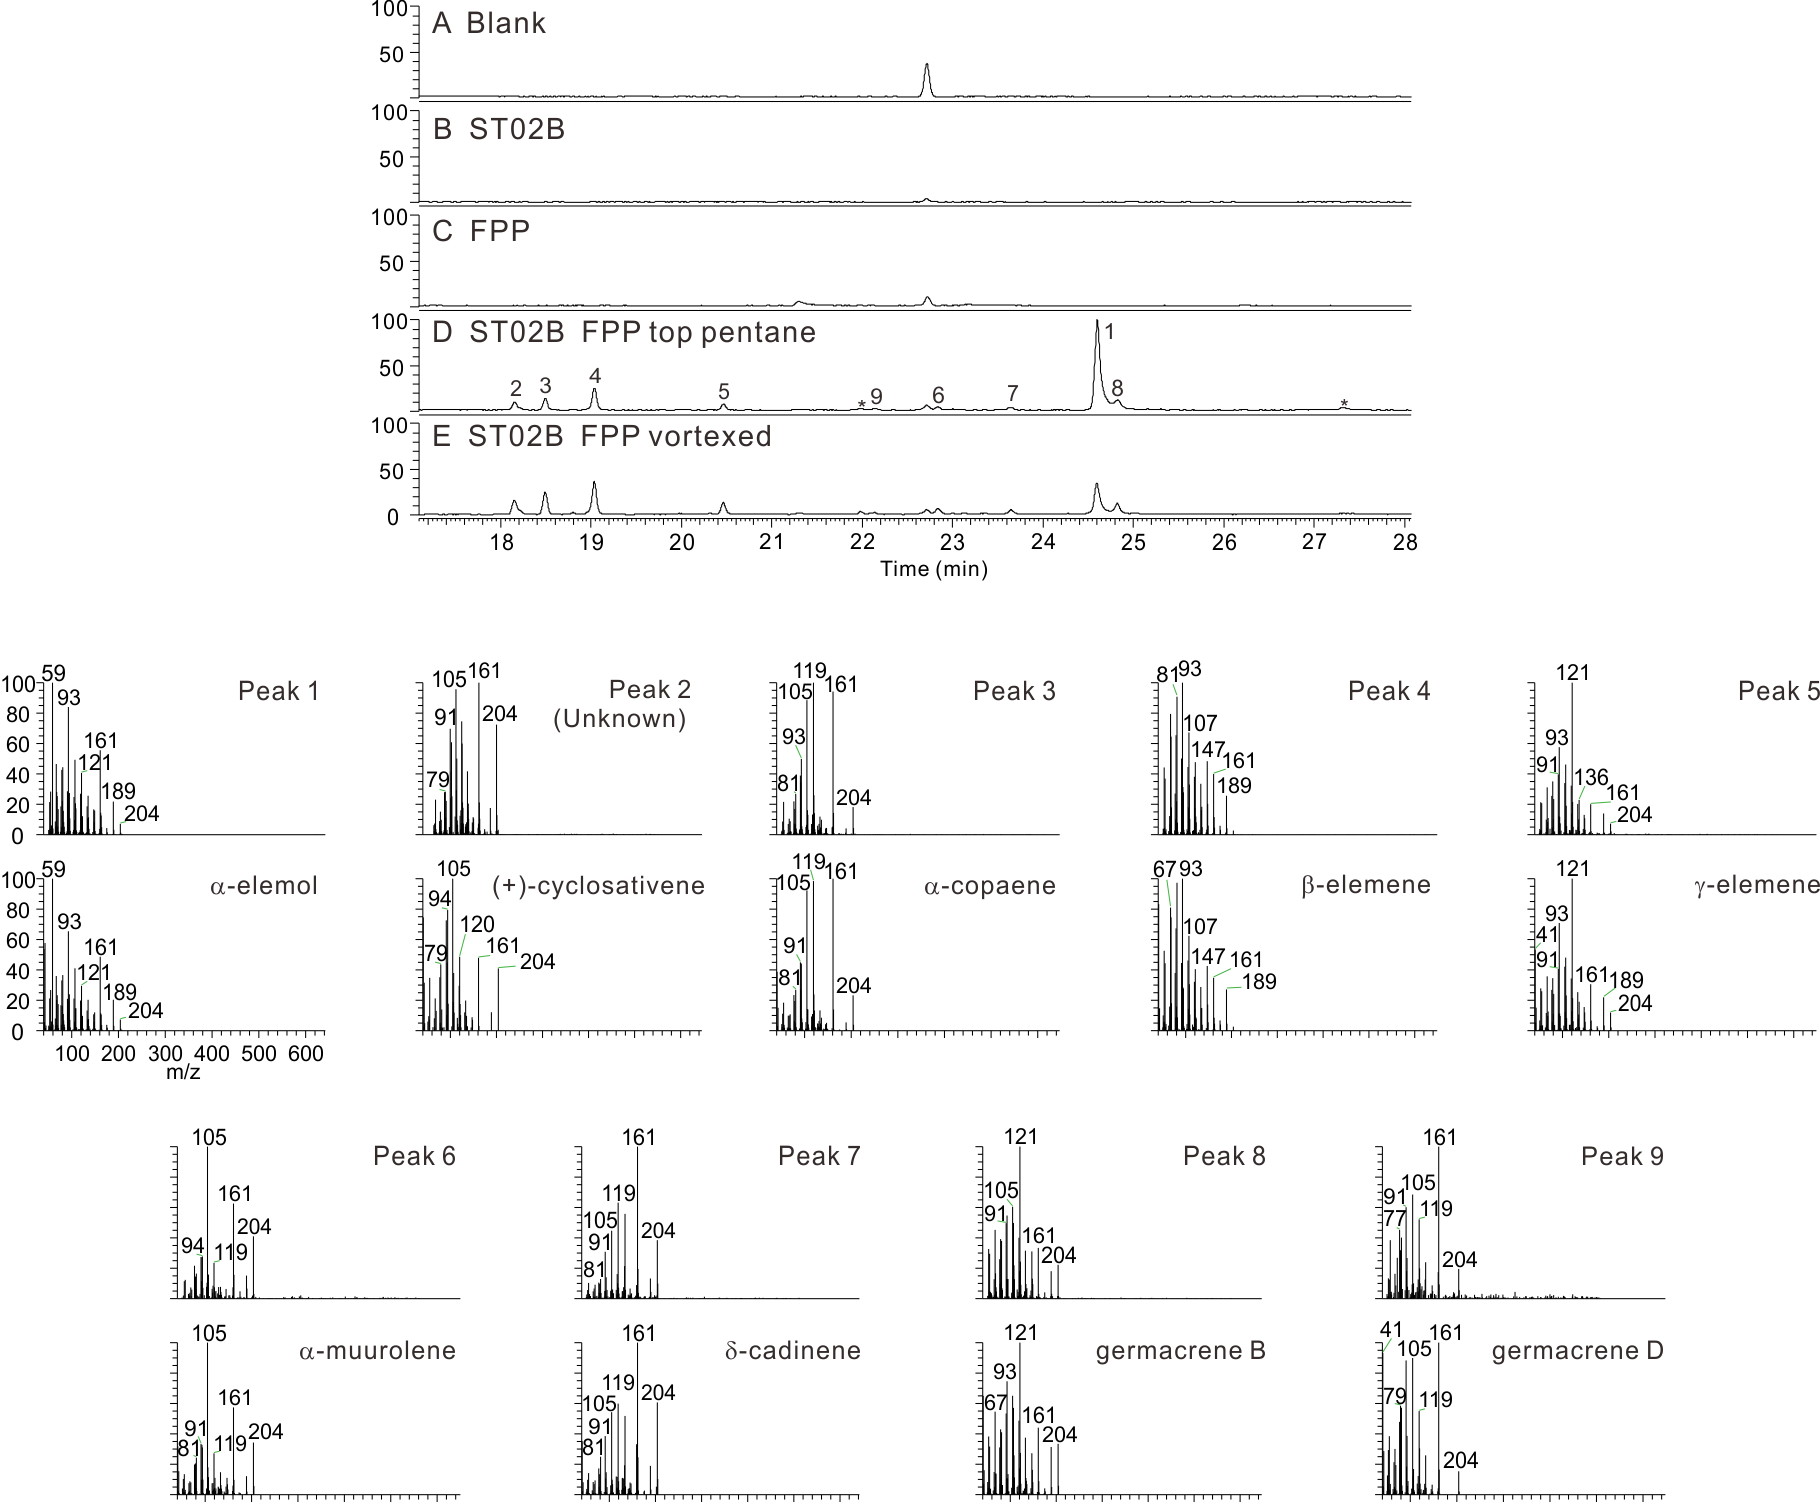 100
A Blank
50
100
B ST02B
50
100
C FPP
50
100
D ST02B FPP top pentane
1
50
2 3 4 5 * 9 6 7 8 *
100
E ST02B FPP vortexed
50
0
18 19 20 21 22 23 24 25 26 27 28
Time (min)
Peak 1
100 80 60 40 20 0
59 93 161 121 189 204
Peak 2
(Unknown)
105 161 91 204 79
Peak 3
119 105 161 93 81 204
Peak 4
81 93 107 147 161 189
Peak 5
121 93 91 136 161 204
α-elemol
100 80 60 40 20 0
59 93 161 121 189 204
100 200 300 400 500 600
m/z
(+)-cyclosativene
105 94 120 79 161 204
α-copaene
119 105 161 91 81 204
β-elemene
67 93 107 147 161 189
γ-elemene
121 93 41 91 161 189 204
Peak 6
105 161 204 94 119
Peak 7
161 119 105 91 204 81
Peak 8
121 105 91 161 204
Peak 9
161 105 91 119 77 204
α-muurolene
105 161 91 81 119 204
δ-cadinene
161 119 105 204 91 81
germacrene B
121 93 67 161 204
germacrene D
41 161 105 79 119 204